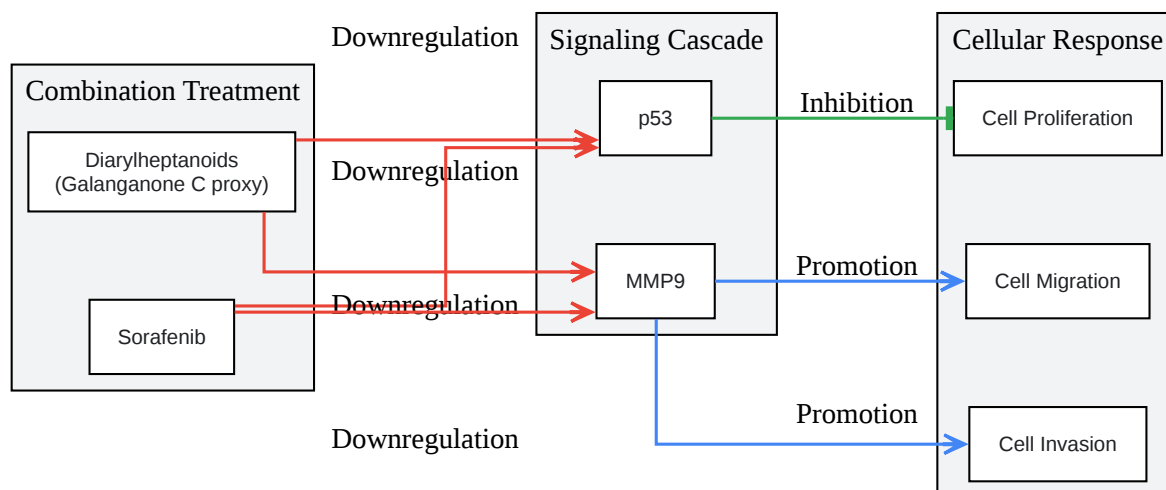 Combination Treatment
Diarylheptanoids
(Galanganone C proxy)
Sorafenib
Downregulation
Downregulation
Downregulation
Downregulation
Signaling Cascade
p53
MMP9
Inhibition
Promotion
Promotion
Cellular Response
Cell Proliferation
Cell Migration
Cell Invasion